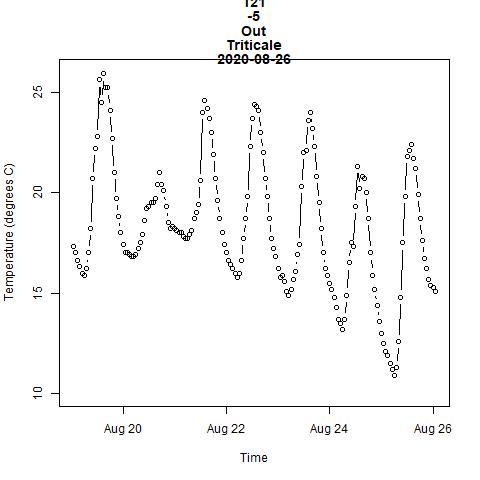 121
-5
Out
Triticale
2020-08-26
Temperature (degrees C)
25
20
15
10
Aug 20
Aug 22
Aug 24
Aug 26
Time